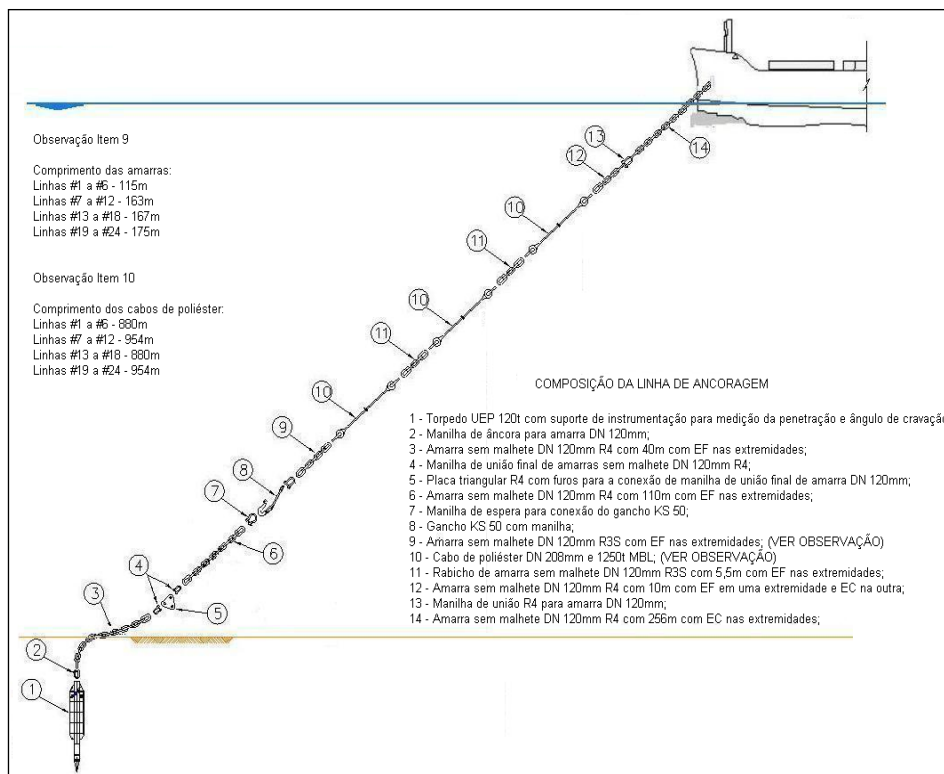 13
14
12
10
11
10
11
10
9
8
7
6
4
5
3
2
1
Observação Item 9
Comprimento das amarras:
Linhas #1 a #6 - 115m
Linhas #7 a #12 - 163m
Linhas #13 a #18 - 167m
Linhas #19 a #24 - 175m
Observação Item 10
Comprimento dos cabos de poliéster:
Linhas #1 a #6 - 880m
Linhas #7 a #12 - 954m
Linhas #13 a #18 - 880m
Linhas #19 a #24 - 954m
COMPOSIÇÃO DA LINHA DE ANCORAGEM
1 - Torpedo UEP 120t com suporte de instrumentação para medição da penetração e ângulo de cravação
2 - Manilha de âncora para amarra DN 120mm;
3 - Amarra sem malhete DN 120mm R4 com 40m com EF nas extremidades;
4 - Manilha de união final de amarras sem malhete DN 120mm R4;
5 - Placa triangular R4 com furos para a conexão de manilha de união final de amarra DN 120mm;
6 - Amarra sem malhete DN 120mm R4 com 110m com EF nas extremidades;
7 - Manilha de espera para conexão do gancho KS 50;
8 - Gancho KS 50 com manilha;
9 - Amarra sem malhete DN 120mm R3S com EF nas extremidades; (VER OBSERVAÇÃO)
10 - Cabo de poliéster DN 208mm e 1250t MBL; (VER OBSERVAÇÃO)
11 - Rabicho de amarra sem malhete DN 120mm R3S com 5,5m com EF nas extremidades;
12 - Amarra sem malhete DN 120mm R4 com 10m com EF em uma extremidade e EC na outra;
13 - Manilha de união R4 para amarra DN 120mm;
14 - Amarra sem malhete DN 120mm R4 com 256m com EC nas extremidades;